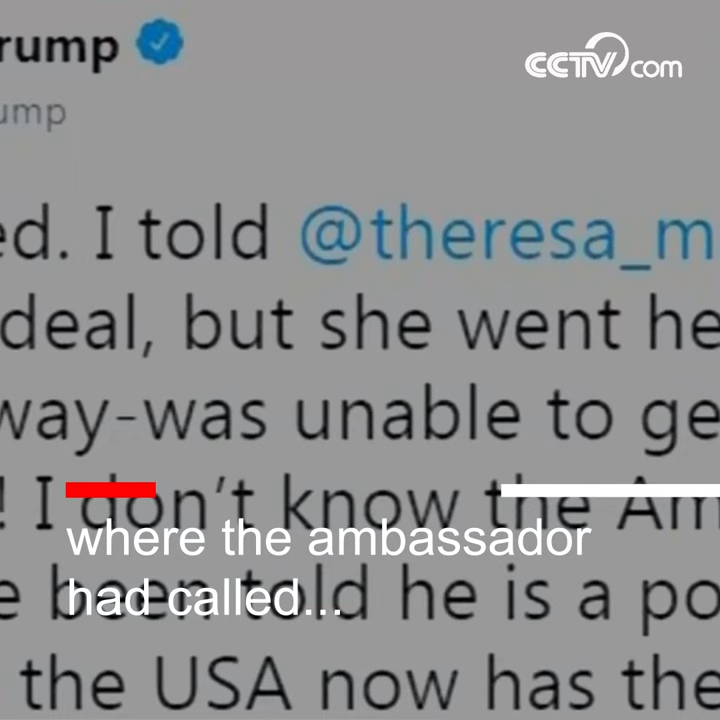 rump
CCTV.com
ump
ed. I told @theresa_m
deal, but she went he
way-was unable to ge
! I don't know the Am
where the ambassador
had called...
e been told he is a po
the USA now has the